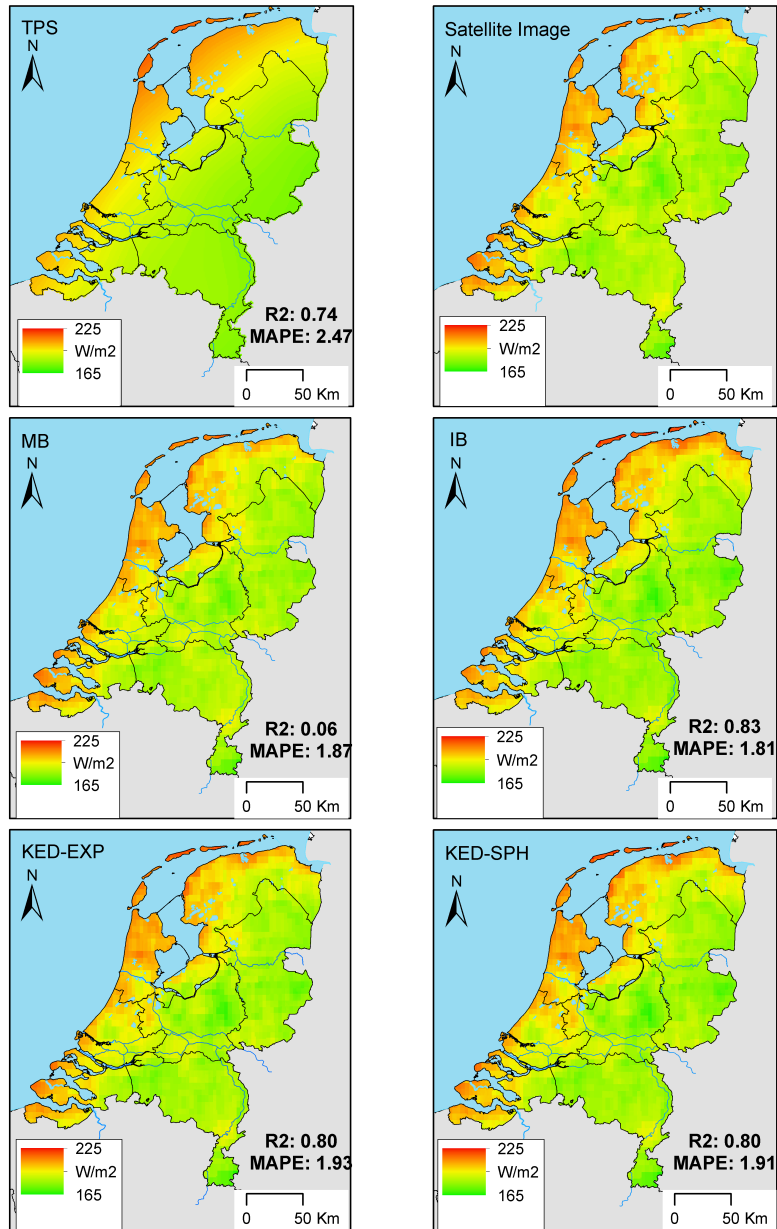 TPS
N
R2: 0.74
MAPE: 2.47
225
W/m2
165
0 50 Km
Satellite Image
N
225
W/m2
165
0 50 Km
MB
N
R2: 0.06
MAPE: 1.87
225
W/m2
165
0 50 Km
IB
N
R2: 0.83
MAPE: 1.81
225
W/m2
165
0 50 Km
KED-EXP
N
R2: 0.80
MAPE: 1.93
225
W/m2
165
0 50 Km
KED-SPH
N
R2: 0.80
MAPE: 1.91
225
W/m2
165
0 50 Km